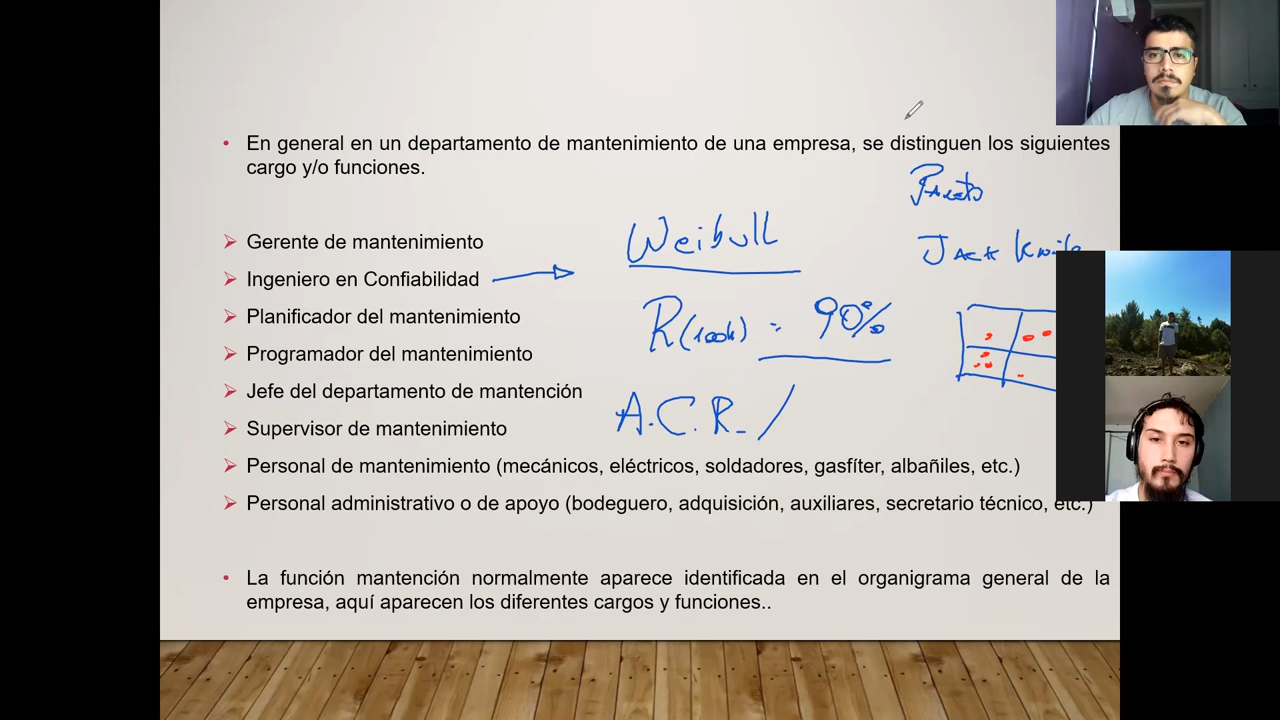 • En general en un departamento de mantenimiento de una empresa, se distinguen los siguientes
cargo y/o funciones.
Pareto
Weibull
Jack Knife
➢ Gerente de mantenimiento
➢ Ingeniero en Confiabilidad
➢ Planificador del mantenimiento
R(100h) = 90%
➢ Programador del mantenimiento
➢ Jefe del departamento de mantención
A.C.R. /
➢ Supervisor de mantenimiento
➢ Personal de mantenimiento (mecánicos, eléctricos, soldadores, gasfíter, albañiles, etc.)
➢ Personal administrativo o de apoyo (bodeguero, adquisición, auxiliares, secretario técnico, etc.)
• La función mantención normalmente aparece identificada en el organigrama general de la
empresa, aquí aparecen los diferentes cargos y funciones..